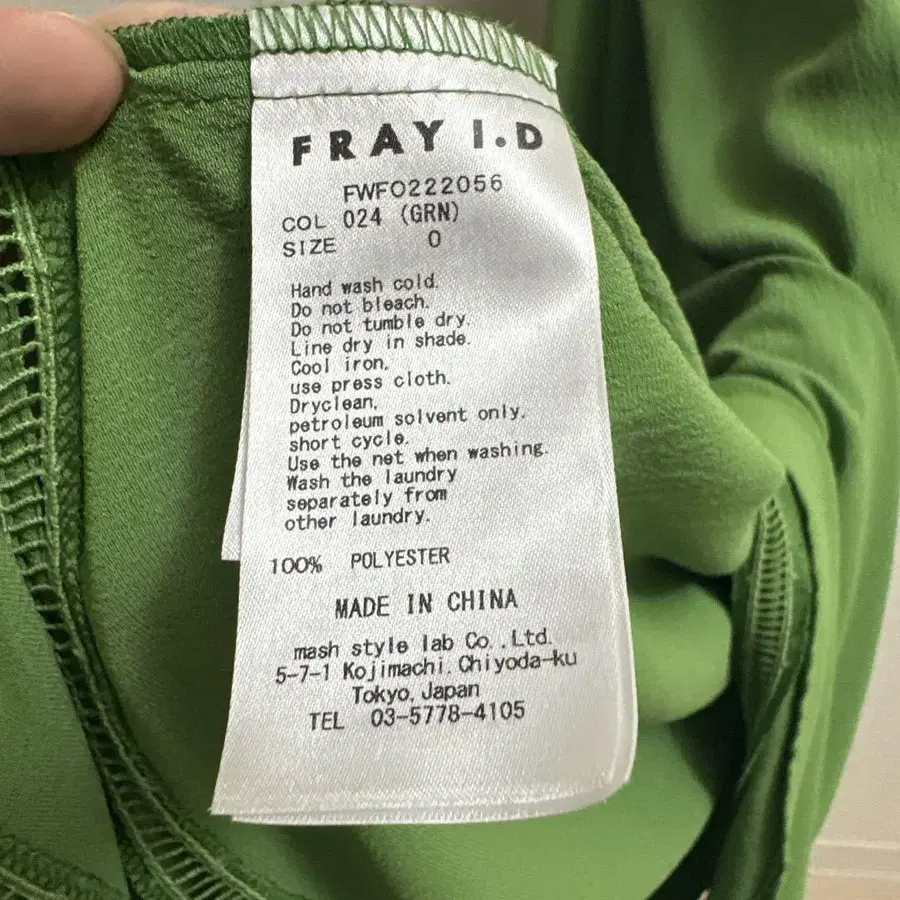 FRAY I.D
FWFO222056
COL 024 (GRN)
SIZE 0
Hand wash cold.
Do not bleach.
Do not tumble dry.
Line dry in shade.
Cool iron,
use press cloth.
Dryclean,
petroleum solvent only.
short cycle.
Use the net when washing.
Wash the laundry
separately from
other laundry.
100% POLYESTER
MADE IN CHINA
mash style lab Co.,Ltd.
5-7-1 Kojimachi, Chiyoda-ku
Tokyo, Japan
TEL 03-5778-4105